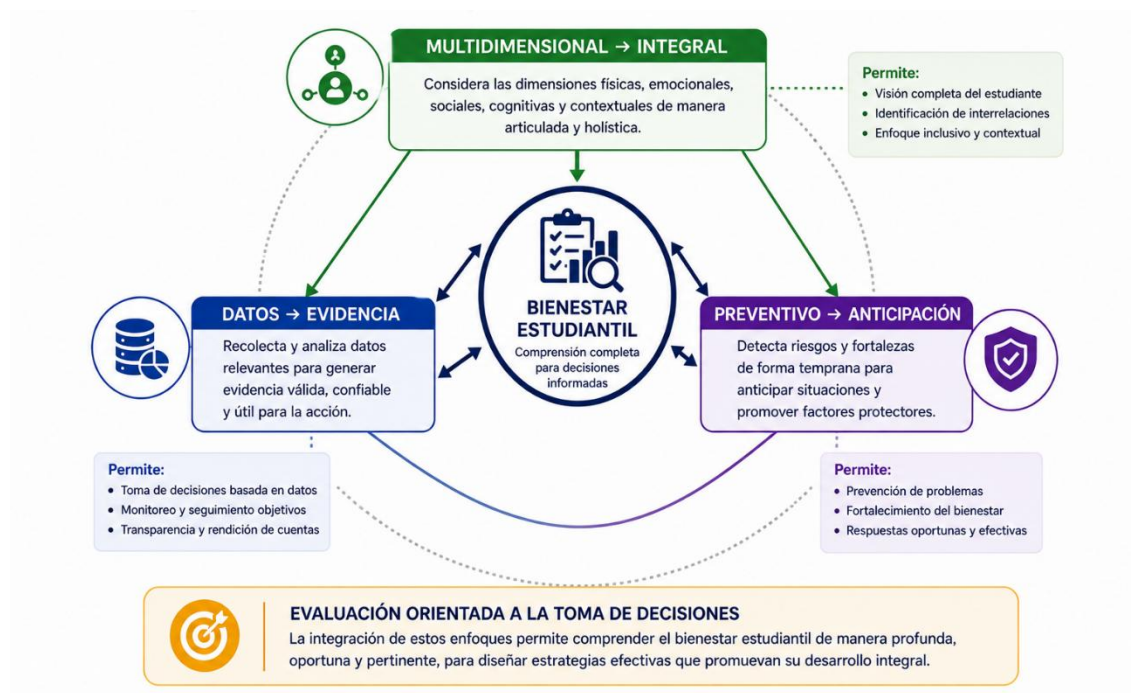 MULTIDIMENSIONAL → INTEGRAL
Considera las dimensiones físicas, emocionales,
sociales, cognitivas y contextuales de manera
articulada y holística.
Permite:
• Visión completa del estudiante
• Identificación de interrelaciones
• Enfoque inclusivo y contextual
BIENESTAR
ESTUDIANTIL
Comprensión completa
para decisiones
informadas
DATOS → EVIDENCIA
Recolecta y analiza datos
relevantes para generar
evidencia válida, confiable
y útil para la acción.
PREVENTIVO → ANTICIPACIÓN
Detecta riesgos y fortalezas
de forma temprana para
anticipar situaciones y
promover factores protectores.
Permite:
• Toma de decisiones basada en datos
• Monitoreo y seguimiento objetivos
• Transparencia y rendición de cuentas
Permite:
• Prevención de problemas
• Fortalecimiento del bienestar
• Respuestas oportunas y efectivas
EVALUACIÓN ORIENTADA A LA TOMA DE DECISIONES
La integración de estos enfoques permite comprender el bienestar estudiantil de manera profunda,
oportuna y pertinente, para diseñar estrategias efectivas que promuevan su desarrollo integral.